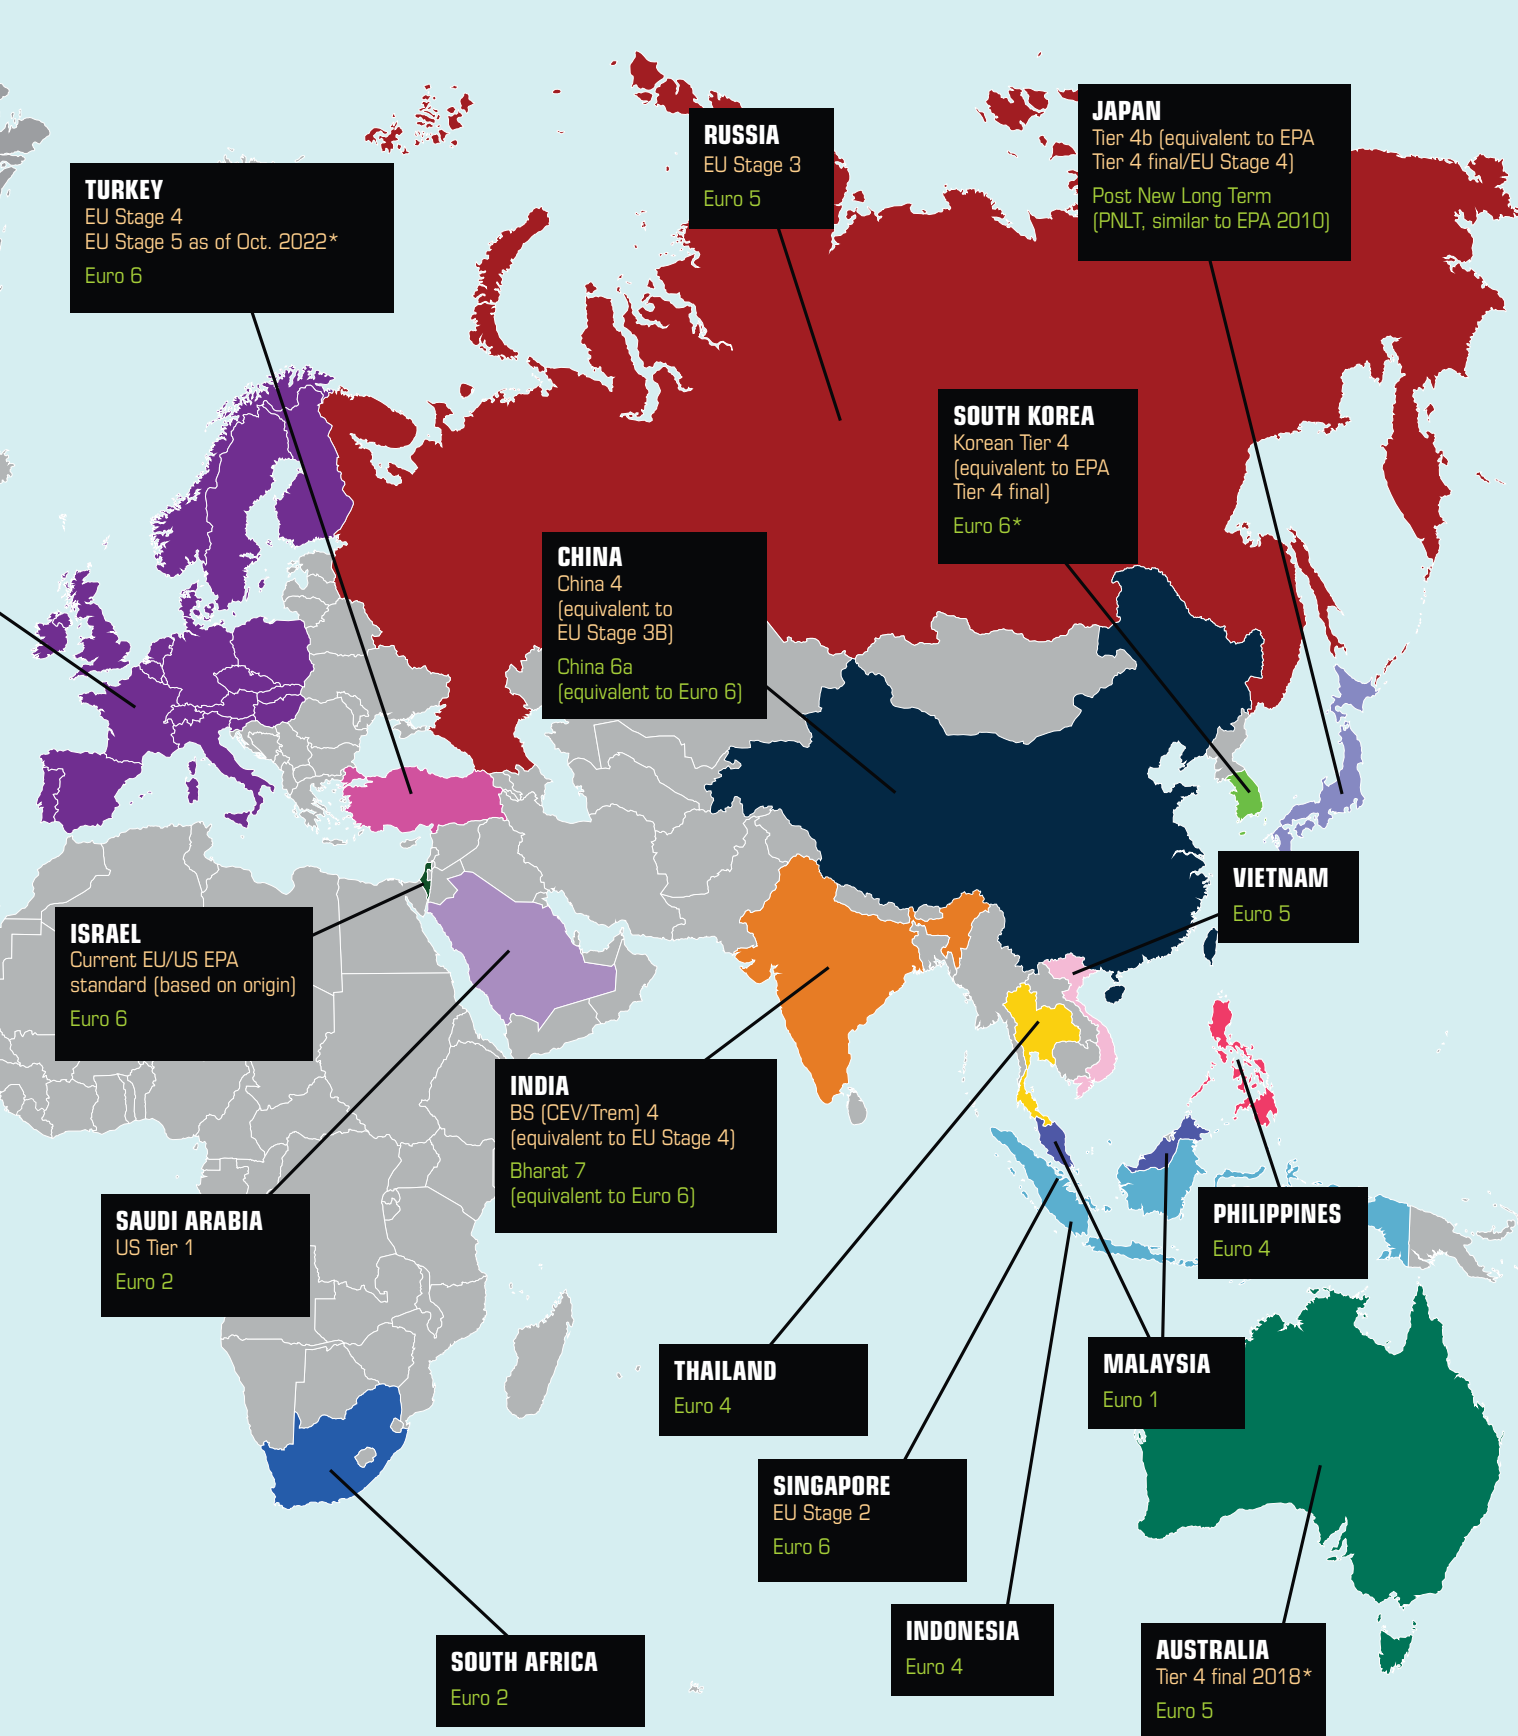 RUSSIA
EU Stage 3
Euro 5
JAPAN
Tier 4b (equivalent to EPA
Tier 4 final/EU Stage 4)
Post New Long Term
(PNLT, similar to EPA 2010)
TURKEY
EU Stage 4
EU Stage 5 as of Oct. 2022*
Euro 6
SOUTH KOREA
Korean Tier 4
(equivalent to EPA
Tier 4 final)
Euro 6*
CHINA
China 4
(equivalent to
EU Stage 3B)
China 6a
(equivalent to Euro 6)
VIETNAM
Euro 5
ISRAEL
Current EU/US EPA
standard (based on origin)
Euro 6
INDIA
BS (CEV/Trem) 4
(equivalent to EU Stage 4)
Bharat 7
(equivalent to Euro 6)
SAUDI ARABIA
US Tier 1
Euro 2
PHILIPPINES
Euro 4
THAILAND
Euro 4
MALAYSIA
Euro 1
SINGAPORE
EU Stage 2
Euro 6
INDONESIA
Euro 4
SOUTH AFRICA
Euro 2
AUSTRALIA
Tier 4 final 2018*
Euro 5